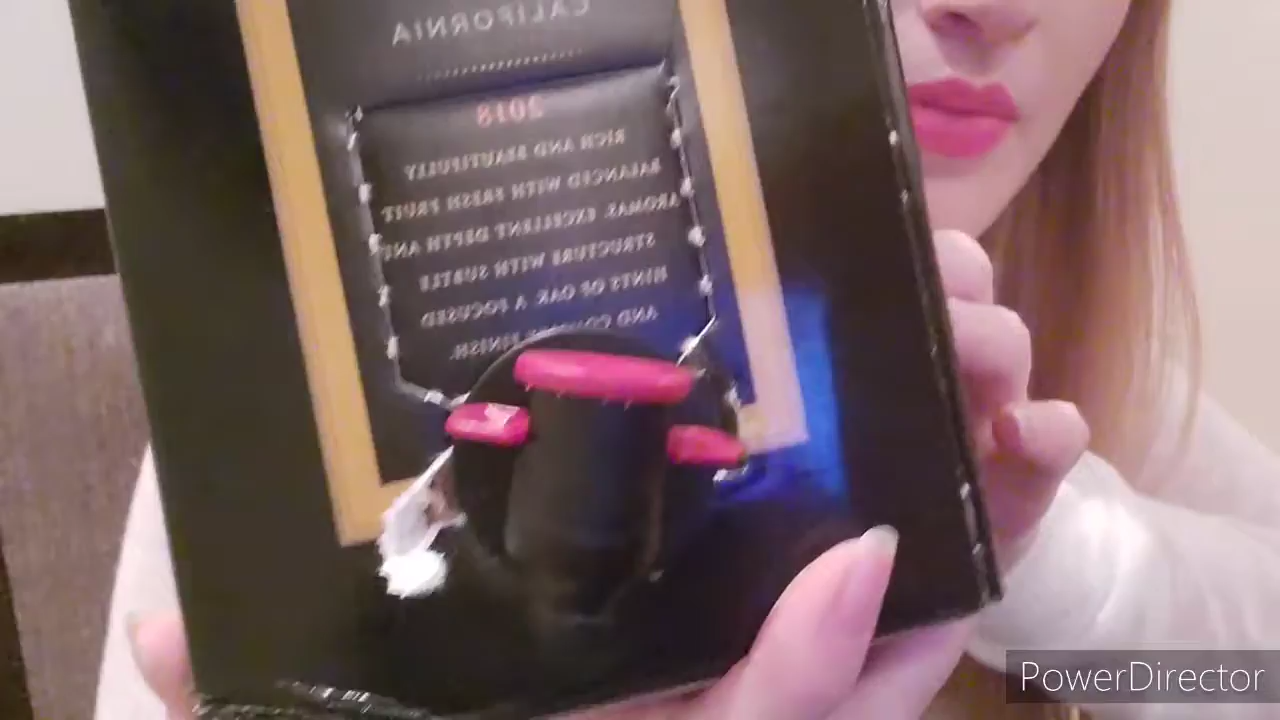 CALIFORNIA
2018
RICH AND BEAUTIFULLY
BALANCED WITH FRESH FRUIT
AROMAS. EXCELLENT DEPTH AND
STRUCTURE WITH SUBTLE
HINTS OF OAK. A FOCUSED
AND FINISH.
PowerDirector